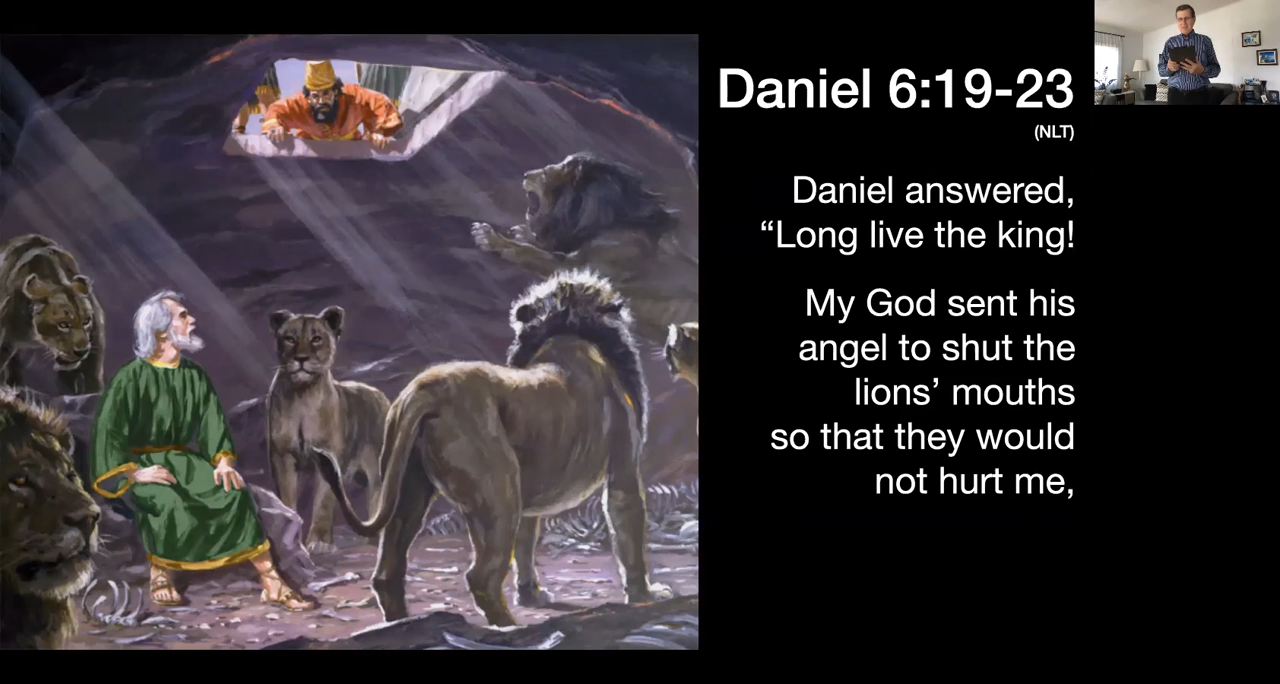 Daniel 6:19-23
(NLT)
Daniel answered,
“Long live the king!
My God sent his
angel to shut the
lions’ mouths
so that they would
not hurt me,